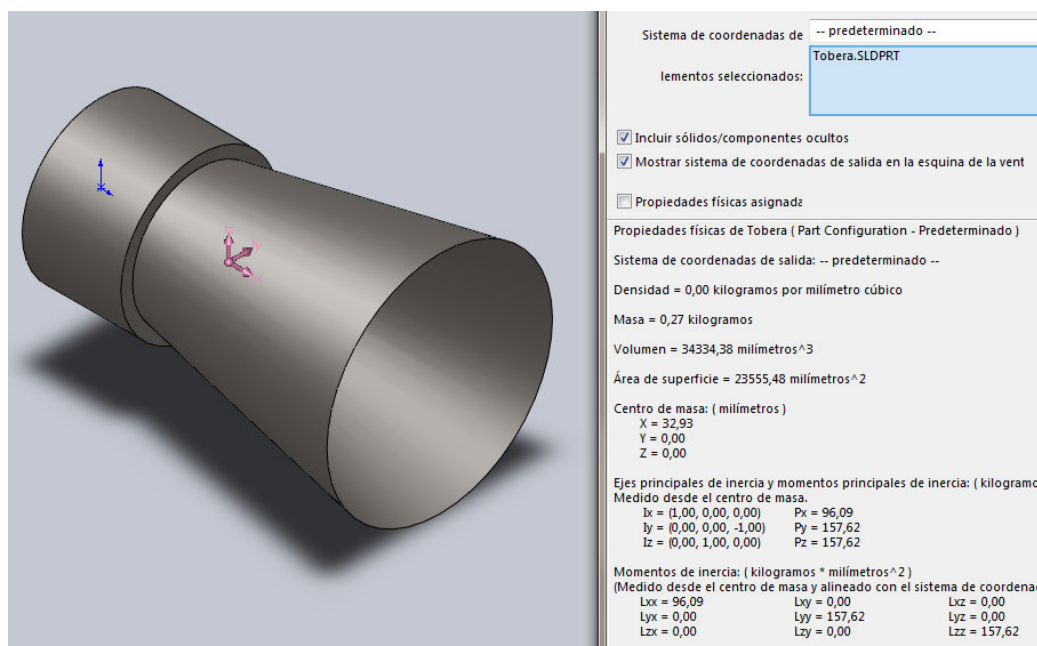 Sistema de coordenadas de -- predeterminado --
lementos seleccionados: Tobera.SLDPRT
Incluir sólidos/componentes ocultos
Mostrar sistema de coordenadas de salida en la esquina de la vent
Propiedades físicas asignada
Propiedades físicas de Tobera ( Part Configuration - Predeterminado )
Sistema de coordenadas de salida: -- predeterminado --
Densidad = 0,00 kilogramos por milímetro cúbico
Masa = 0,27 kilogramos
Volumen = 34334,38 milímetros^3
Área de superficie = 23555,48 milímetros^2
Centro de masa: ( milímetros )
X = 32,93
Y = 0,00
Z = 0,00
Ejes principales de inercia y momentos principales de inercia: ( kilogramo
Medido desde el centro de masa.
Ix = (1,00, 0,00, 0,00) Px = 96,09
Iy = (0,00, 0,00, -1,00) Py = 157,62
Iz = (0,00, 1,00, 0,00) Pz = 157,62
Momentos de inercia: ( kilogramos * milímetros^2 )
(Medido desde el centro de masa y alineado con el sistema de coordena
Lxx = 96,09 Lxy = 0,00 Lxz = 0,00
Lyx = 0,00 Lyy = 157,62 Lyz = 0,00
Lzx = 0,00 Lzy = 0,00 Lzz = 157,62